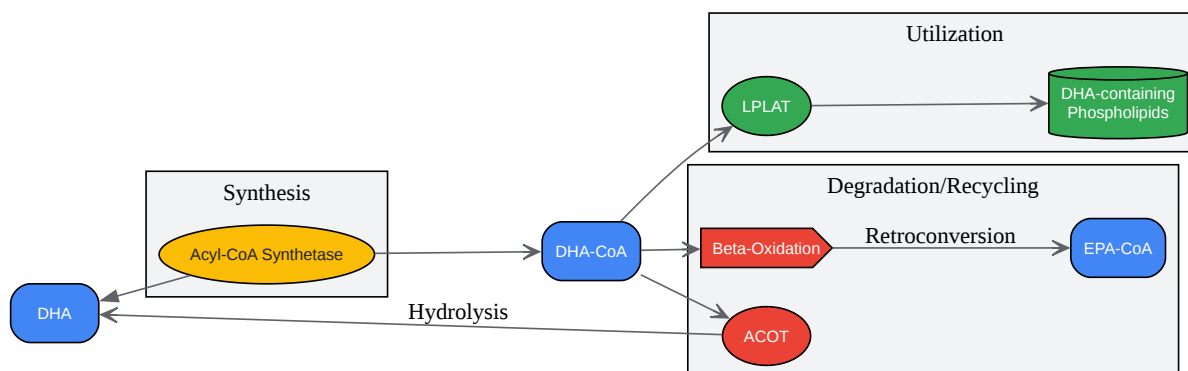 Utilization
LPLAT
DHA-containing
Phospholipids
Synthesis
Acyl-CoA Synthetase
DHA-CoA
Degradation/Recycling
Beta-Oxidation
Retroconversion
EPA-CoA
DHA
Hydrolysis
ACOT